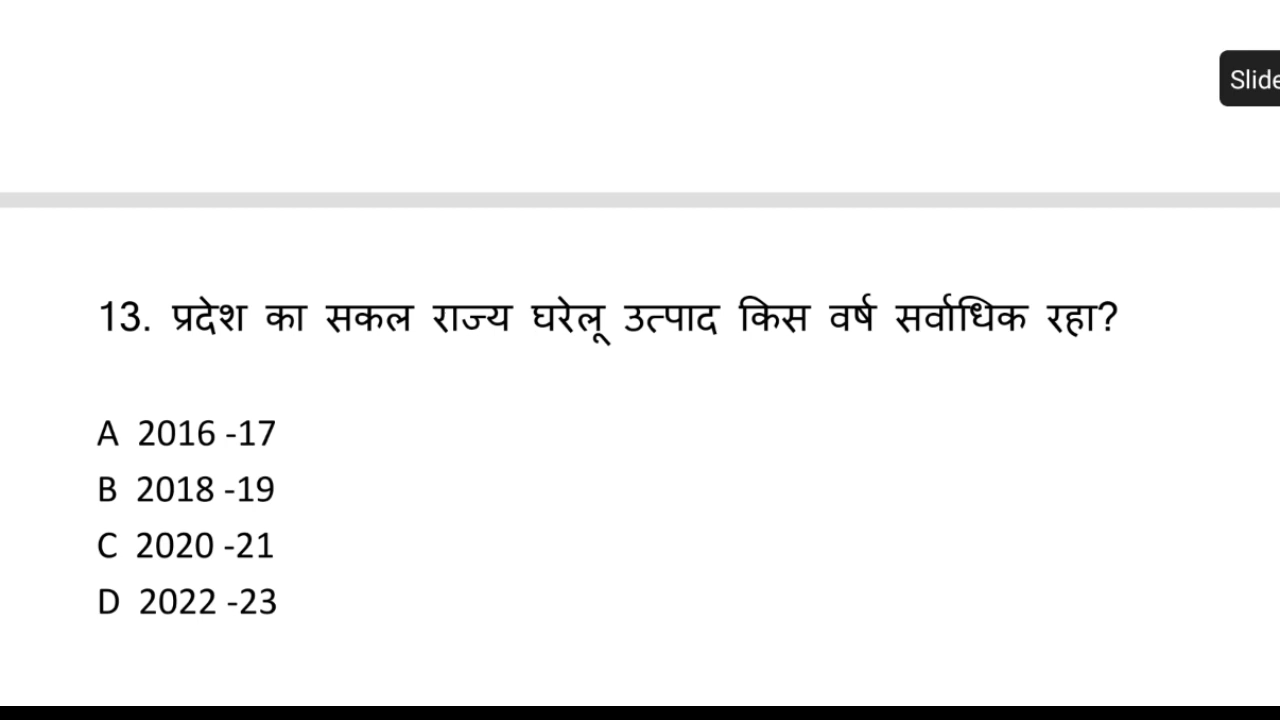 Slide
13. प्रदेश का सकल राज्य घरेलू उत्पाद किस वर्ष सर्वाधिक रहा?
A 2016 -17
B 2018 -19
C 2020 -21
D 2022 -23